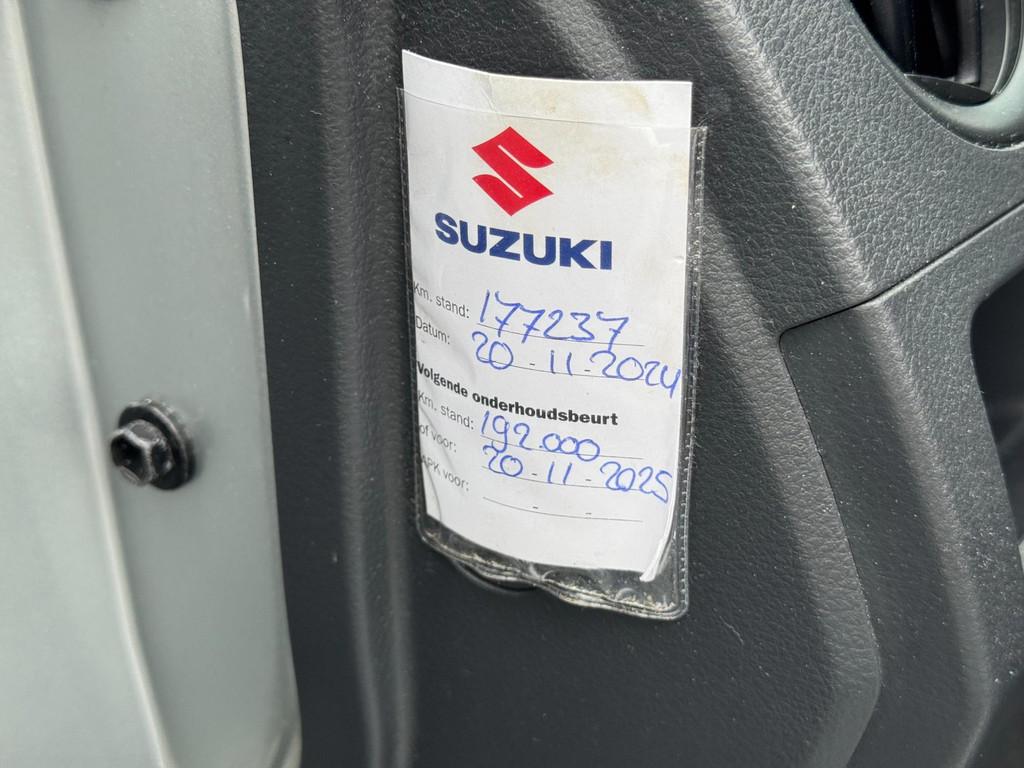 SUZUKI
Km. stand: 177237
Datum: 20-11-2024
Volgende onderhoudsbeurt
Km. stand: 192.000
of voor: 20-11-2025
APK voor: - -